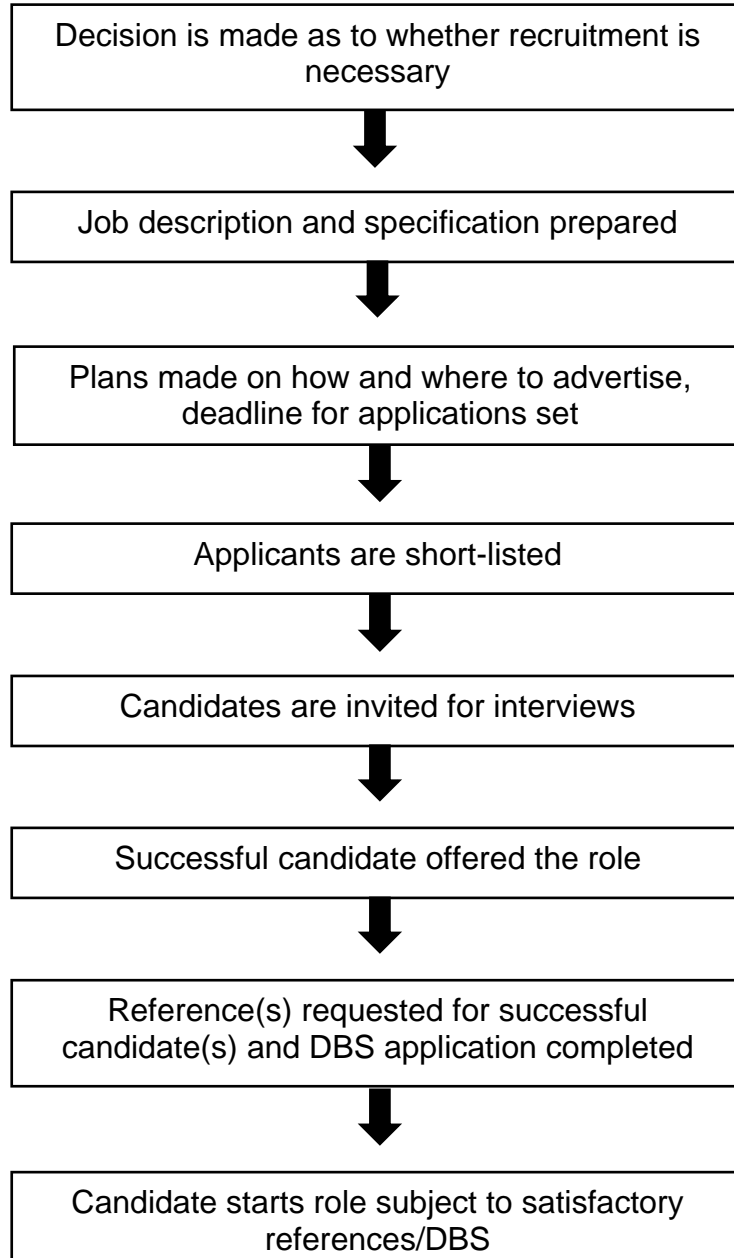 Decision is made as to whether recruitment is
necessary
Job description and specification prepared
Plans made on how and where to advertise,
deadline for applications set
Applicants are short-listed
Candidates are invited for interviews
Successful candidate offered the role
Reference(s) requested for successful
candidate(s) and DBS application completed
Candidate starts role subject to satisfactory
references/DBS